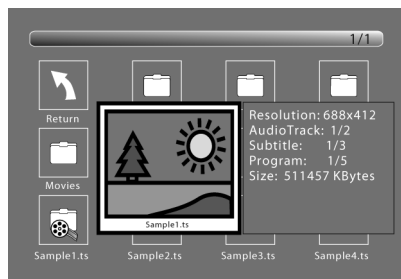 1/1
Return
Movies
Resolution: 688x412
AudioTrack: 1/2
Subtitle: 1/3
Program: 1/5
Size: 511457 KBytes
Sample1.ts
Sample1.ts Sample2.ts Sample3.ts Sample4.ts